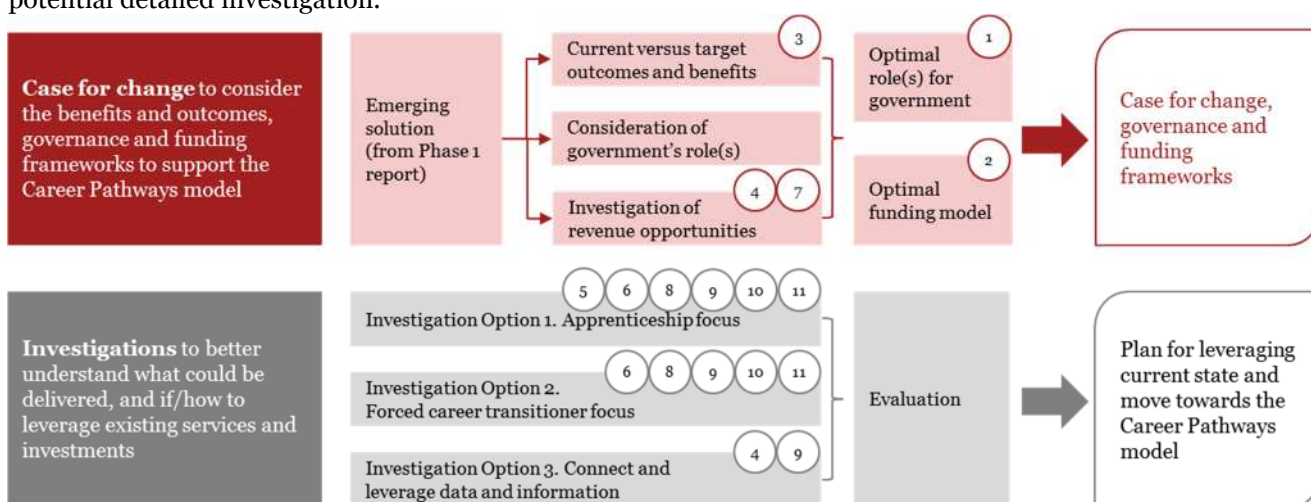 potential detailed investigation.
Case for change to consider
the benefits and outcomes,
governance and funding
frameworks to support the
Career Pathways model
Emerging
solution
(from Phase 1
report)
3
Current versus target
outcomes and benefits
Consideration of
government's role(s)
4 7
Investigation of
revenue opportunities
1
Optimal
role(s) for
government
2
Optimal
funding model
Case for change,
governance and
funding
frameworks
Investigations to better
understand what could be
delivered, and if/how to
leverage existing services and
investments
5 6 8 9 10 11
Investigation Option 1. Apprenticeship focus
6 8 9 10 11
Investigation Option 2.
Forced career transitioner focus
4 9
Investigation Option 3. Connect and
leverage data and information
Evaluation
Plan for leveraging
current state and
move towards the
Career Pathways
model